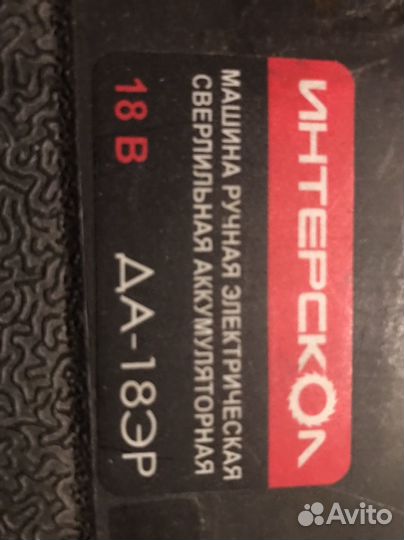 ИНТЕРСКОЛ
МАШИНА РУЧНАЯ ЭЛЕКТРИЧЕСКАЯ
СВЕРЛИЛЬНАЯ АККУМУЛЯТОРНАЯ
18 В ДА-18ЭР
Avito